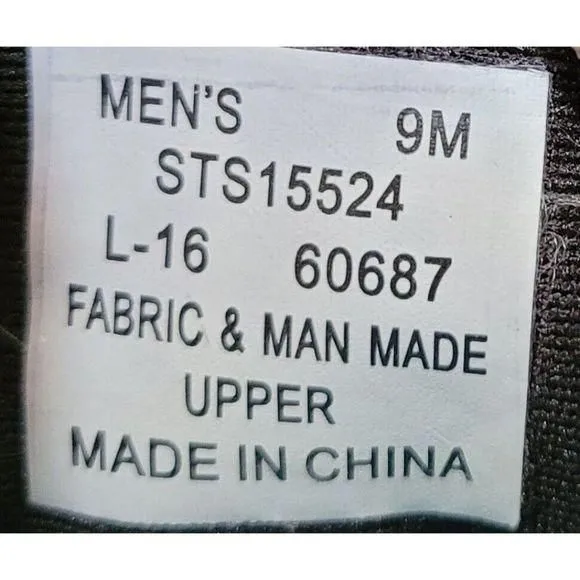 MEN'S 9M
STS15524
L-16 60687
FABRIC & MAN MADE
UPPER
MADE IN CHINA